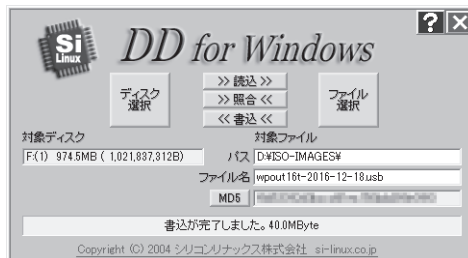 ? ×
Si
Linux
DD for Windows
ディスク
選択
>> 読込 >>
>> 照合 <<
<< 書込 <<
ファイル
選択
対象ディスク
対象ファイル
F:(1) 974.5MB ( 1,021,837,312B)
パス D:¥ISO-IMAGES¥
ファイル名 wpout16t-2016-12-18.usb
MD5
書込が完了しました。40.0MByte
Copyright (C) 2004 シリコンリナックス株式会社 si-linux.co.jp